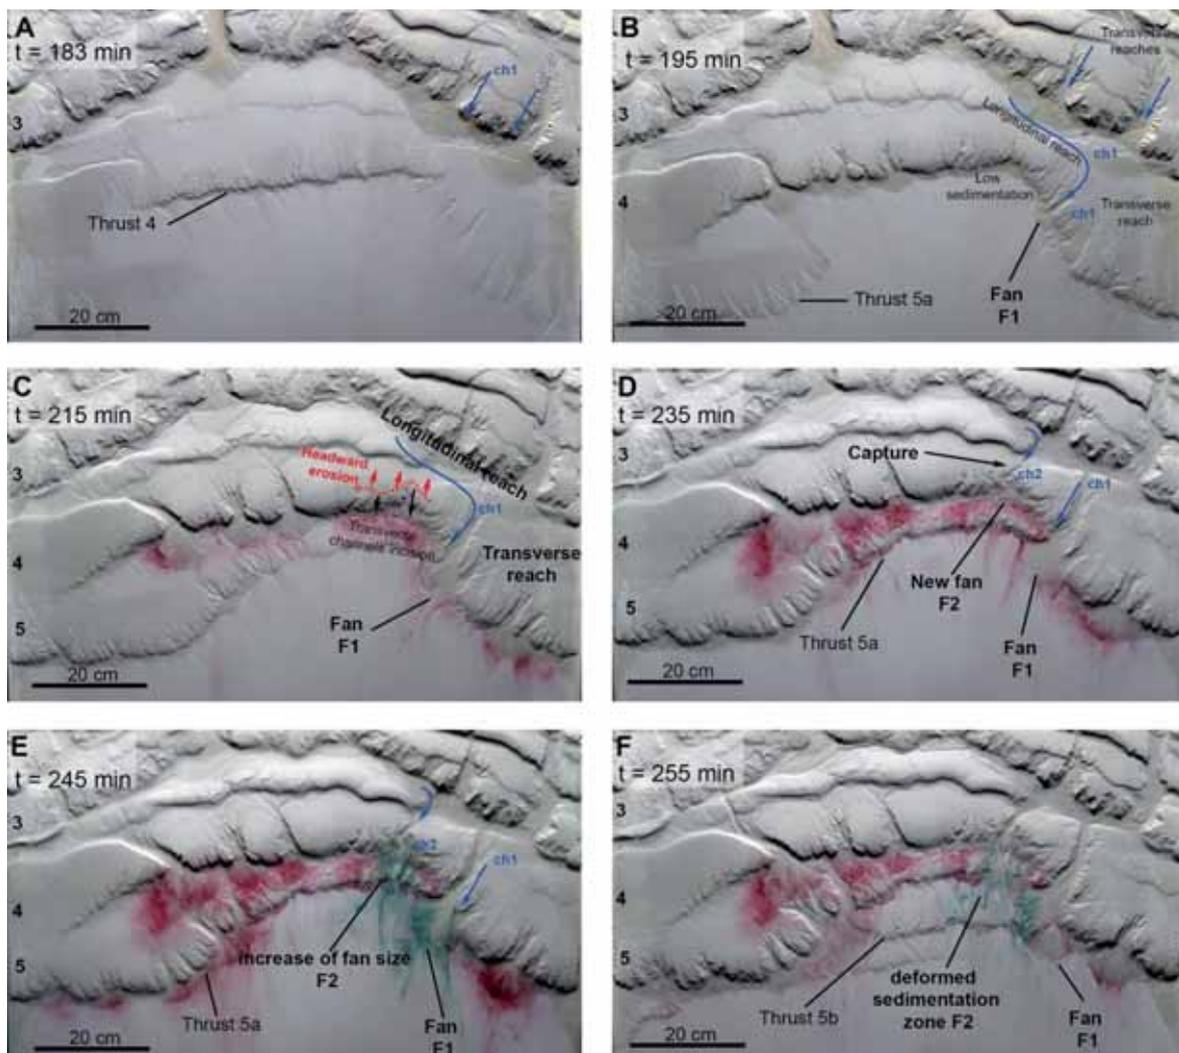 A
t = 183 min
ch1
3
Thrust 4
20 cm
B
t = 195 min
Transverse
reaches
3
Longitudinal reach
ch1
Low
sedimentation
4
ch1
Transverse
reach
Thrust 5a
Fan
F1
20 cm
C
t = 215 min
Longitudinal reach
3
Headward
erosion
ch1
Transverse
channels incision
4
Transverse
reach
Fan
F1
5
20 cm
D
t = 235 min
3
Capture
ch2
ch1
4
New fan
F2
5
Thrust 5a
Fan
F1
20 cm
E
t = 245 min
3
ch2
ch1
4
increase of fan size
F2
5
Thrust 5a
Fan
F1
20 cm
F
t = 255 min
3
4
5
deformed
sedimentation
zone F2
Thrust 5b
Fan
F1
20 cm